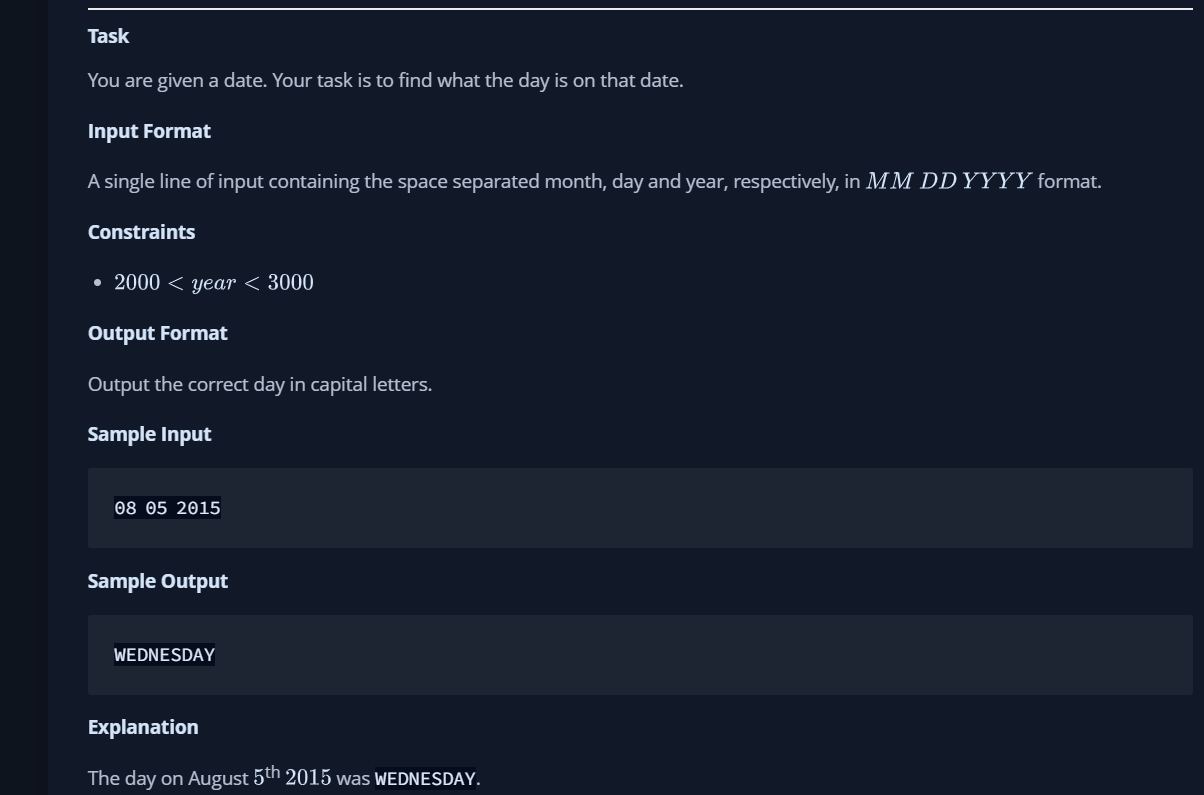 Task
You are given a date. Your task is to find what the day is on that date.
Input Format
A single line of input containing the space separated month, day and year, respectively, in MM DD YYYY format.
Constraints
• 2000 < year < 3000
Output Format
Output the correct day in capital letters.
Sample Input
08 05 2015
Sample Output
WEDNESDAY
Explanation
The day on August 5th 2015 was WEDNESDAY.